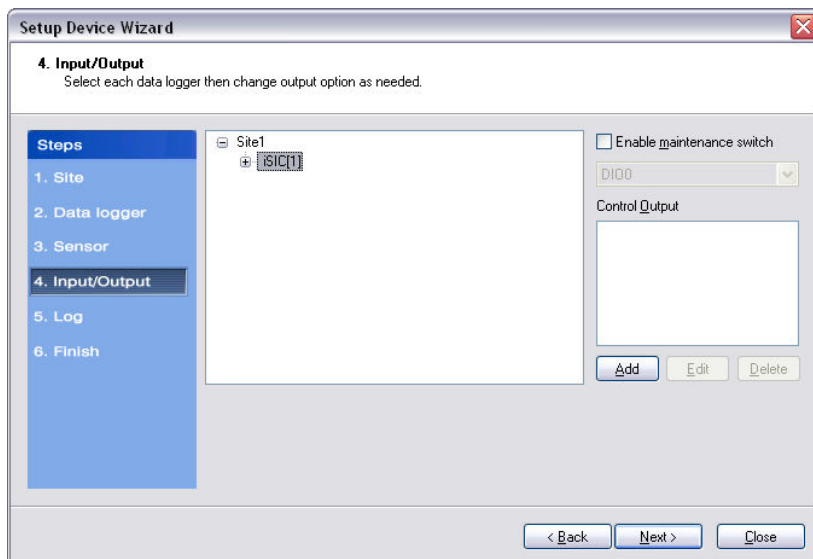 Setup Device Wizard
4. Input/Output
Select each data logger then change output option as needed.
Steps
1. Site
2. Data logger
3. Sensor
4. Input/Output
5. Log
6. Finish
Site1
iSIC[1]
Enable maintenance switch
DIO0
Control Output
Add Edit Delete
< Back Next > Close